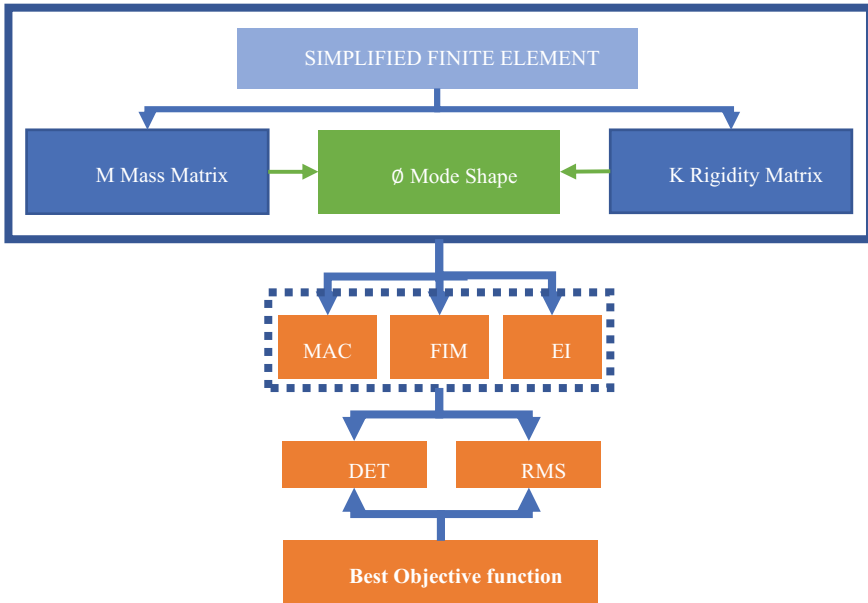 SIMPLIFIED FINITE ELEMENT
M Mass Matrix
∅ Mode Shape
K Rigidity Matrix
MAC
FIM
EI
DET
RMS
Best Objective function